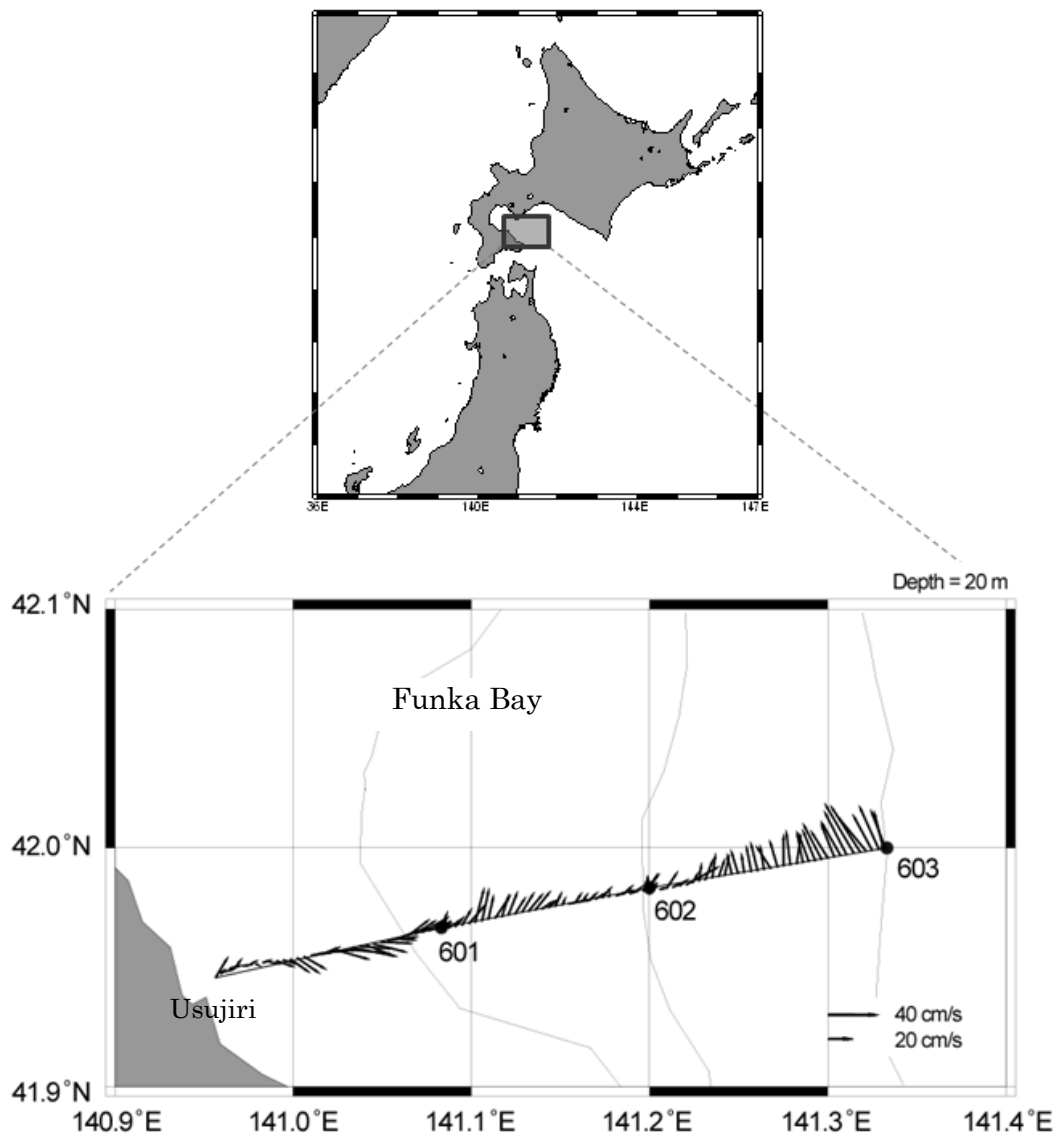 36E 140E 144E 147E
Depth = 20 m
42.1°N
Funka Bay
42.0°N
603
602
601
Usujiri
40 cm/s
20 cm/s
41.9°N
140.9°E 141.0°E 141.1°E 141.2°E 141.3°E 141.4°E